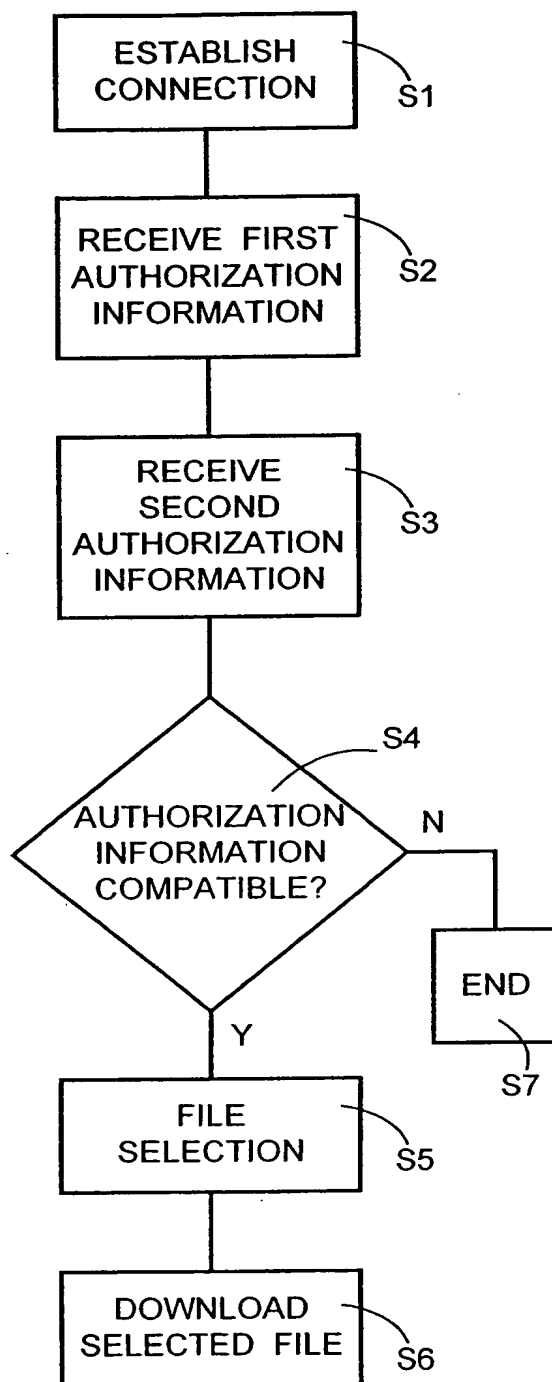 ESTABLISH
CONNECTION
S1
RECEIVE FIRST
AUTHORIZATION
INFORMATION
S2
RECEIVE
SECOND
AUTHORIZATION
INFORMATION
S3
S4
AUTHORIZATION
INFORMATION
COMPATIBLE?
N
END
S7
Y
FILE
SELECTION
S5
DOWNLOAD
SELECTED FILE
S6